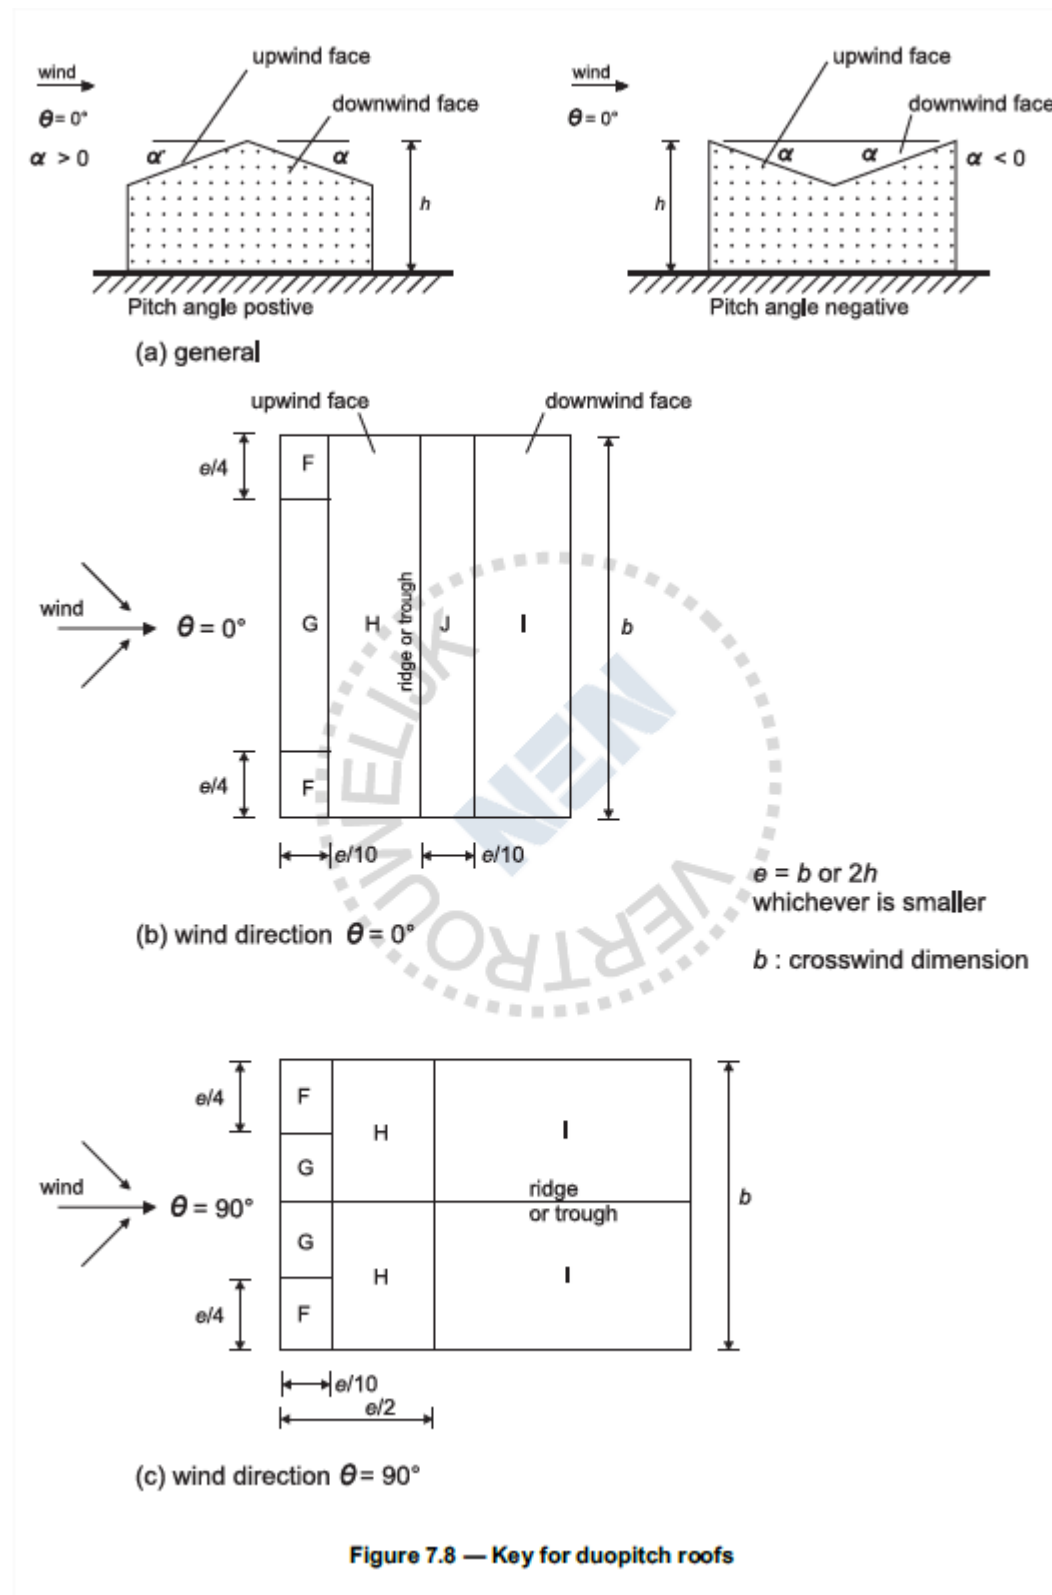 upwind face
wind
downwind face
θ = 0°
α > 0
α
α
h
Pitch angle postive
upwind face
wind
downwind face
θ = 0°
α
α
α < 0
h
Pitch angle negative
(a) general
upwind face
downwind face
e/4
F
wind
θ = 0°
G
H
ridge or trough
J
I
b
e/4
F
e/10
e/10
e = b or 2h
whichever is smaller
(b) wind direction θ = 0°
b : crosswind dimension
VERTROUWELIJK
NEN
e/4
F
H
I
G
wind
θ = 90°
ridge
or trough
b
G
H
I
e/4
F
e/10
e/2
(c) wind direction θ = 90°
Figure 7.8 — Key for duopitch roofs